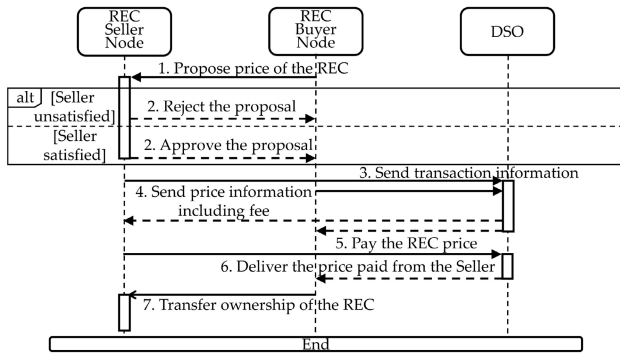 REC
Seller
Node
REC
Buyer
Node
DSO
1. Propose price of the REC
alt
[Seller
unsatisfied]
2. Reject the proposal
[Seller
satisfied]
2. Approve the proposal
3. Send transaction information
4. Send price information
including fee
5. Pay the REC price
6. Deliver the price paid from the Seller
7. Transfer ownership of the REC
End